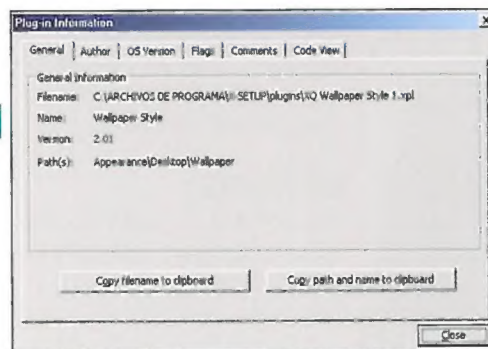 Plug-in Information
General Author OS Version Flags Comments Code View
General Information
Filename: C:\ARCHIVOS DE PROGRAMA\X-SETUP\plugins\XQ Wallpaper Style 1.xpl
Name: Wallpaper Style
Version: 2.01
Path(s): Appearance\Desktop\Wallpaper
Copy filename to clipboard Copy path and name to clipboard
Close